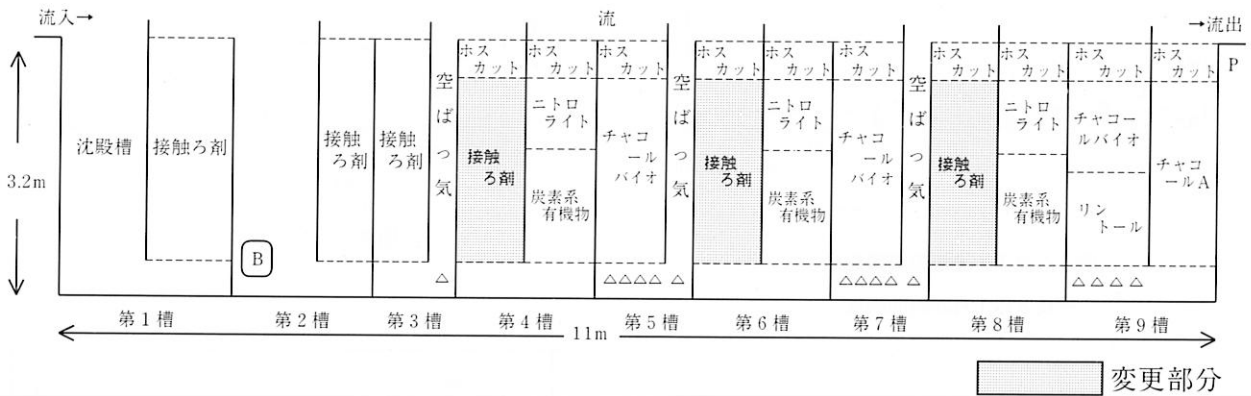 流入→
流
→流出
ホス
カット
ホス
カット
ホス
カット
ホス
カット
ホス
カット
ホス
カット
ホス
カット
ホス
カット
ホス
カット
ホス
カット
P
3.2m
沈殿槽
接触ろ剤
B
接触
ろ剤
接触
ろ剤
空ばっ気
接触
ろ剤
ニトロ
ライト
炭素系
有機物
チャコ
ール
バイオ
空ばっ気
接触
ろ剤
ニトロ
ライト
炭素系
有機物
チャコ
ール
バイオ
空ばっ気
接触
ろ剤
ニトロ
ライト
炭素系
有機物
チャコー
ルバイオ
リン
トール
チャコ
ールA
第1槽
第2槽
第3槽
第4槽
第5槽
第6槽
第7槽
第8槽
第9槽
11m
変更部分